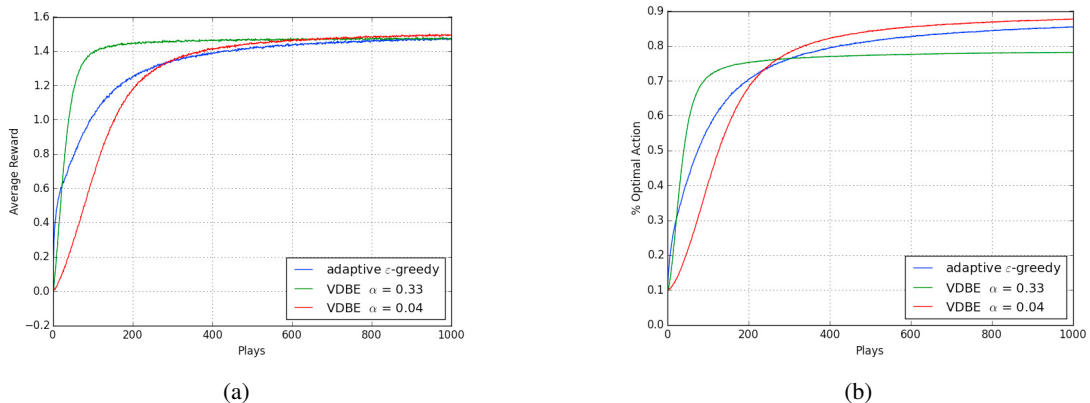 1.6
1.4
1.2
1.0
0.8
0.6
0.4
0.2
0.0
−0.2
Average Reward
0 200 400 600 800 1000
Plays
adaptive ε-greedy
VDBE α = 0.33
VDBE α = 0.04
(a)
0.9
0.8
0.7
0.6
0.5
0.4
0.3
0.2
0.1
0.0
% Optimal Action
0 200 400 600 800 1000
Plays
adaptive ε-greedy
VDBE α = 0.33
VDBE α = 0.04
(b)